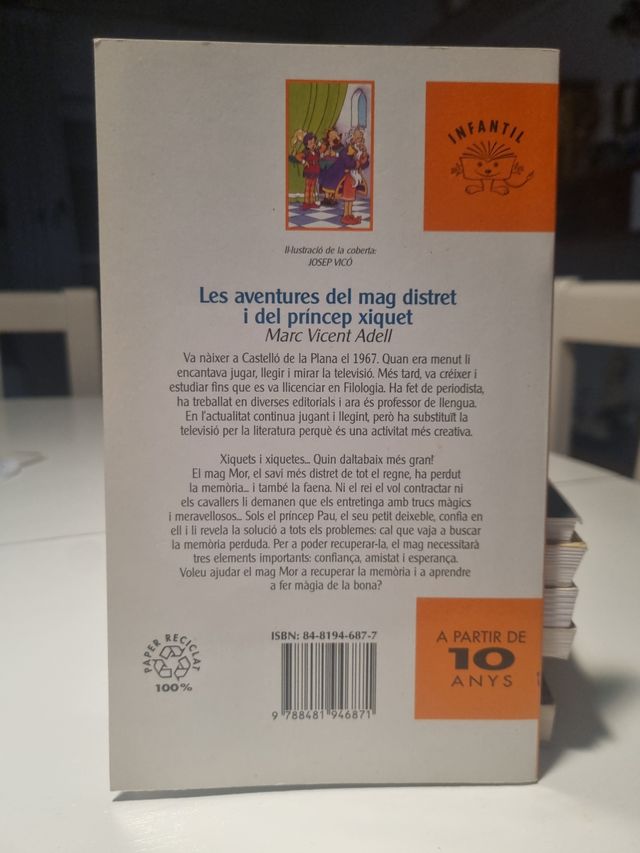 INFANTIL
Il·lustració de la coberta:
JOSEP VICÓ
Les aventures del mag distret
i del príncep xiquet
Marc Vicent Adell
Va nàixer a Castelló de la Plana el 1967. Quan era menut li
encantava jugar, llegir i mirar la televisió. Més tard, va créixer i
estudiar fins que es va llicenciar en Filologia. Ha fet de periodista,
ha treballat en diverses editorials i ara és professor de llengua.
En l'actualitat continua jugant i llegint, però ha substituït la
televisió per la literatura perquè és una activitat més creativa.
Xiquets i xiquetes... Quin daltabaix més gran!
El mag Mor, el savi més distret de tot el regne, ha perdut
la memòria... i també la faena. Ni el rei el vol contractar ni
els cavallers li demanen que els entretinga amb trucs màgics
i meravellosos... Sols el príncep Pau, el seu petit deixeble, confia en
ell i li revela la solució a tots els problemes: cal que vaja a buscar
la memòria perduda. Per a poder recuperar-la, el mag necessitarà
tres elements importants: confiança, amistat i esperança.
Voleu ajudar el mag Mor a recuperar la memòria i a aprendre
a fer màgia de la bona?
PAPER RECICLAT
100%
ISBN: 84-8194-687-7
9 788481 946871
A PARTIR DE
10
ANYS